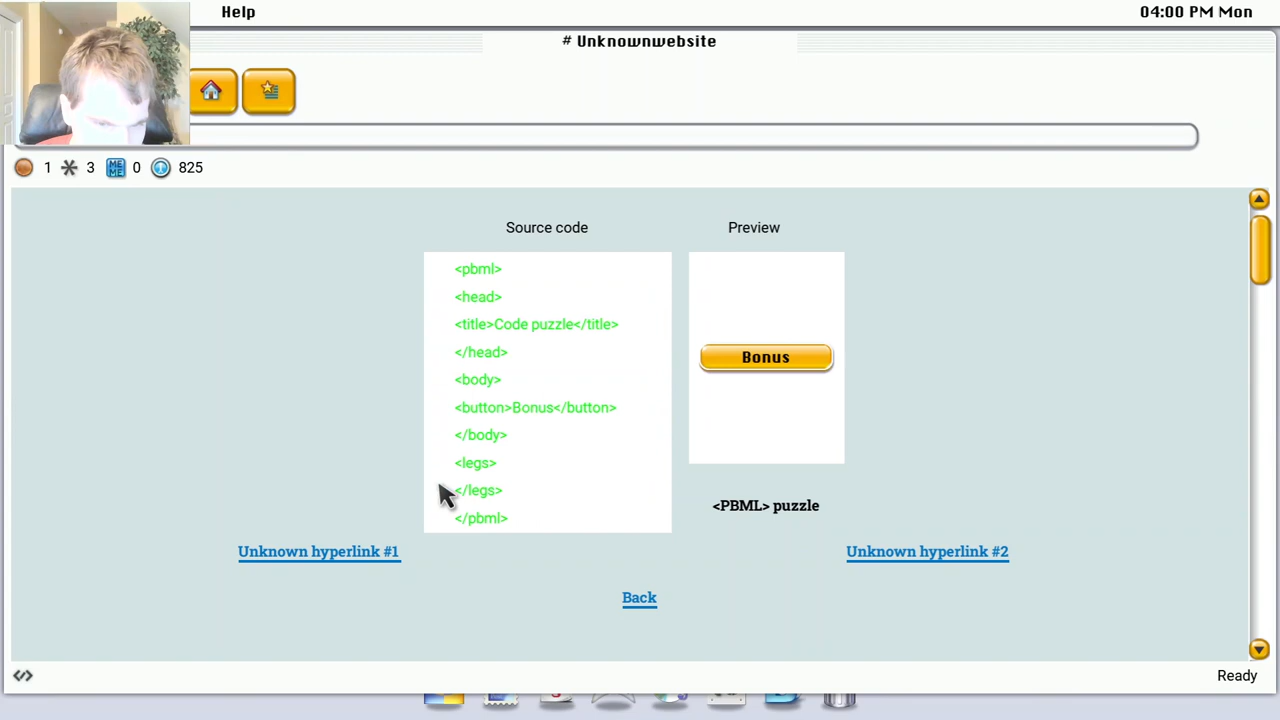 Help
04:00 PM Mon
# Unknownwebsite
1
3
MEME
0
825
Source code
Preview
<pbml>
<head>
<title>Code puzzle</title>
</head>
<body>
<button>Bonus</button>
</body>
<legs>
</legs>
</pbml>
Bonus
<PBML> puzzle
Unknown hyperlink #1
Unknown hyperlink #2
Back
Ready